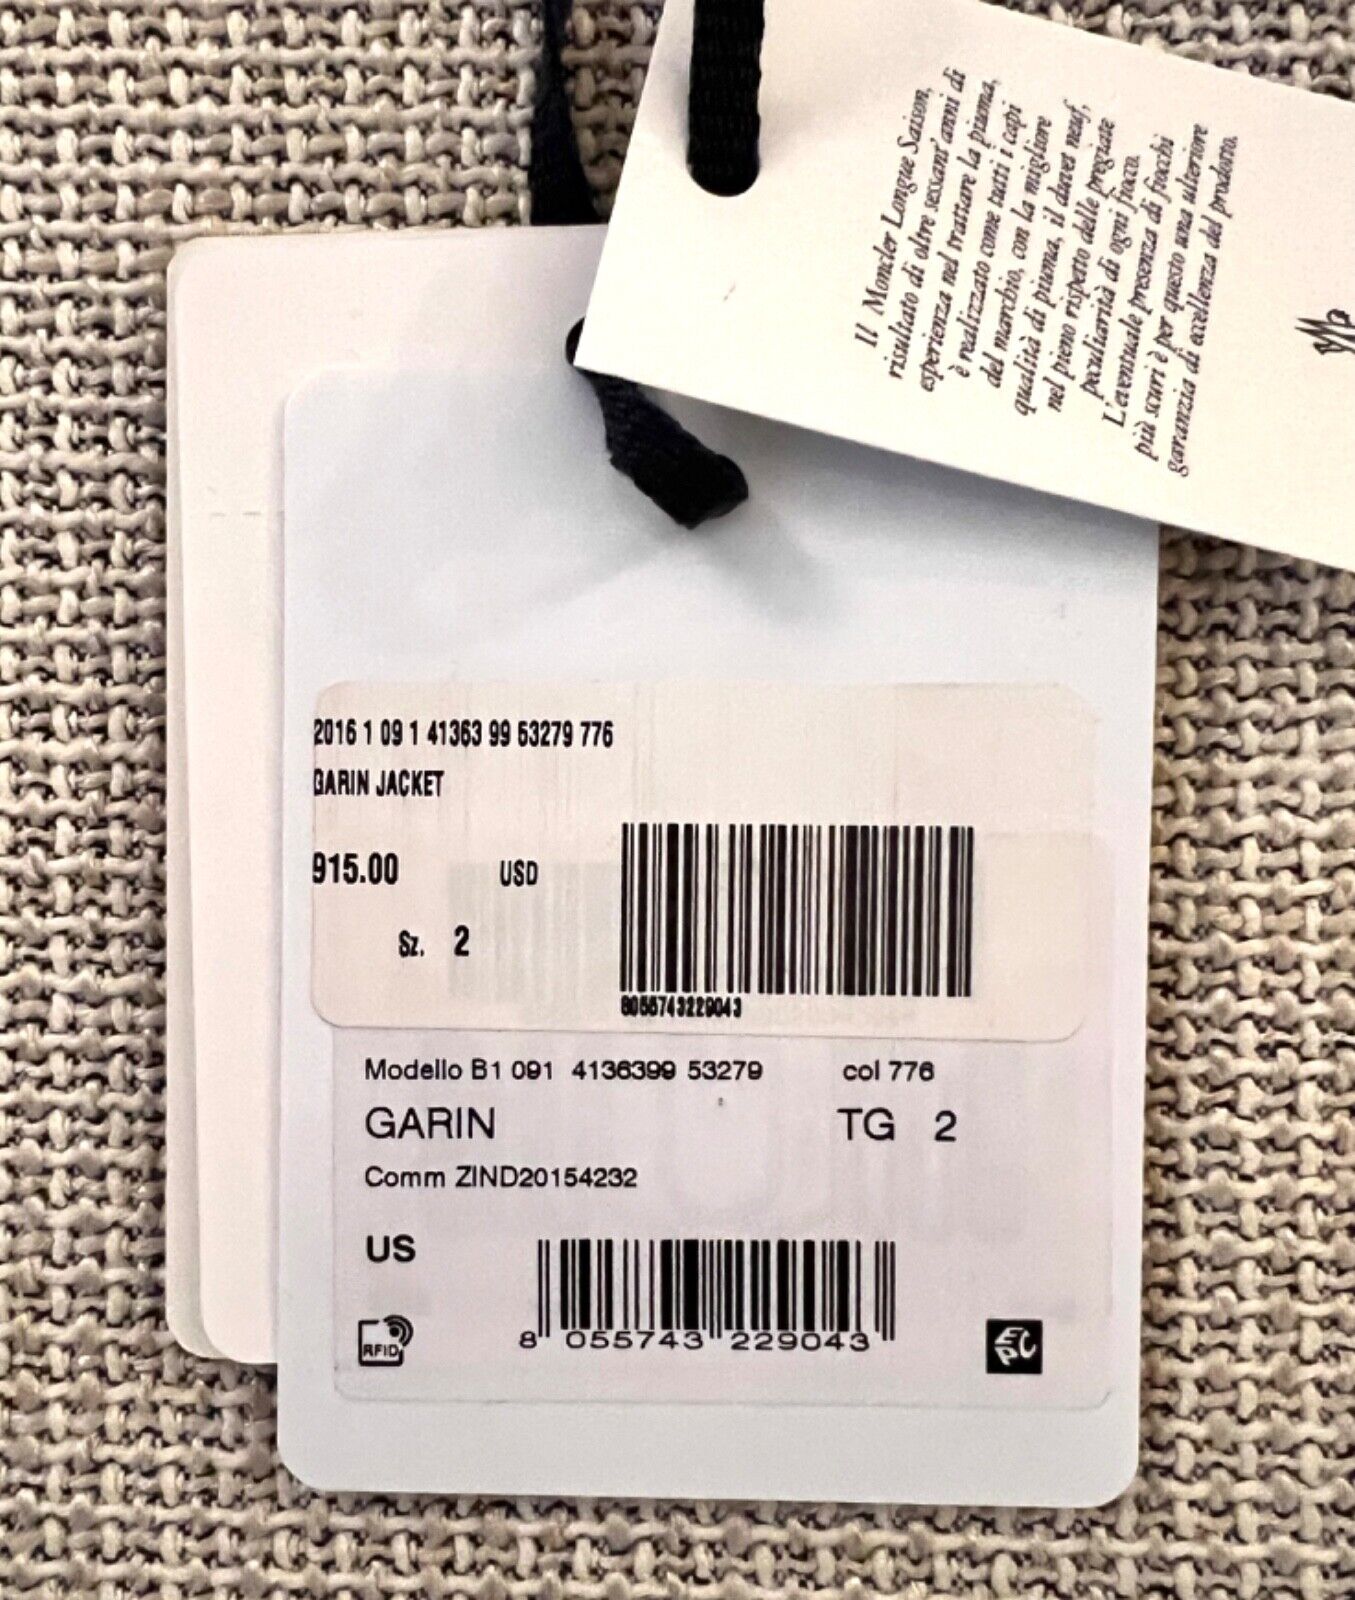 Il Moncler Longue Saison,
risultato di oltre sessant'anni di
esperienza nel trattare la piuma,
è realizzato come tutti i capi
del marchio, con la migliore
qualità di piuma, il duvet neuf,
nel pieno rispetto delle pregiate
peculiarità di ogni fiocco.
L'eventuale presenza di fiocchi
più scuri è per questo una ulteriore
garanzia di eccellenza del prodotto.
2016 1 09 1 41363 99 53279 776
GARIN JACKET
915.00 USD
Sz. 2
8055743229043
Modello B1 091 4136399 53279 col 776
GARIN TG 2
Comm ZIND20154232
US
RFID
8 055743 229043
EPC